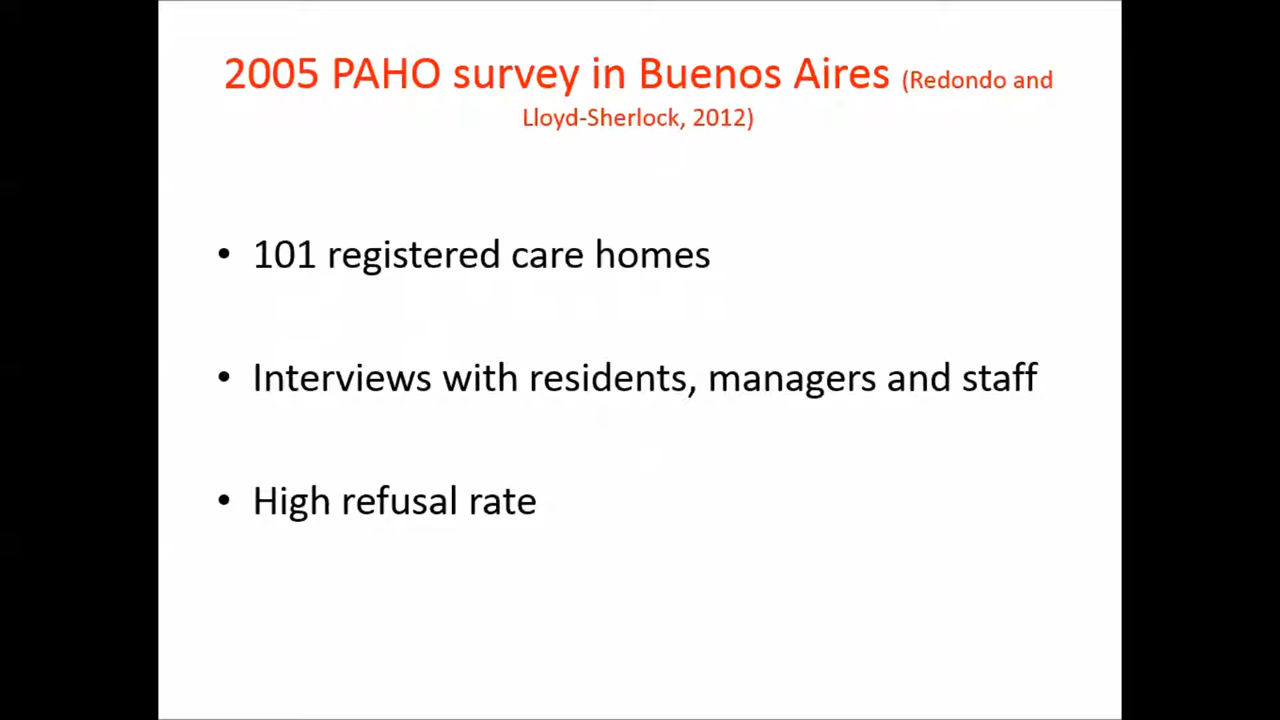 2005 PAHO survey in Buenos Aires (Redondo and
Lloyd-Sherlock, 2012)
• 101 registered care homes
• Interviews with residents, managers and staff
• High refusal rate